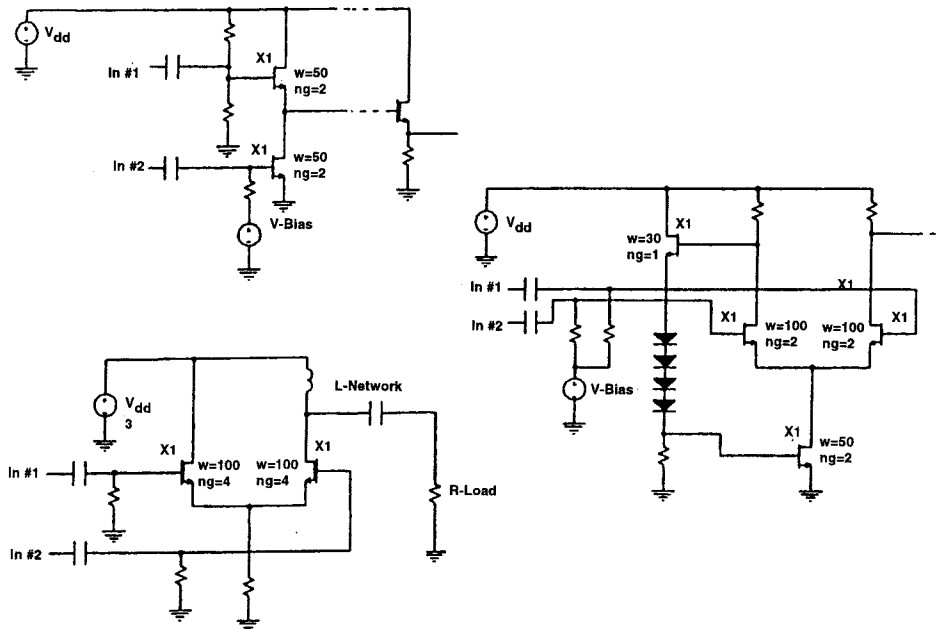 Vdd
In #1
X1
w=50
ng=2
In #2
X1
w=50
ng=2
V-Bias
Vdd
X1
w=30
ng=1
In #1
In #2
X1
X1
w=100
ng=2
w=100
ng=2
X1
V-Bias
X1
w=50
ng=2
Vdd
3
L-Network
In #1
X1
w=100
ng=4
w=100
ng=4
X1
R-Load
In #2